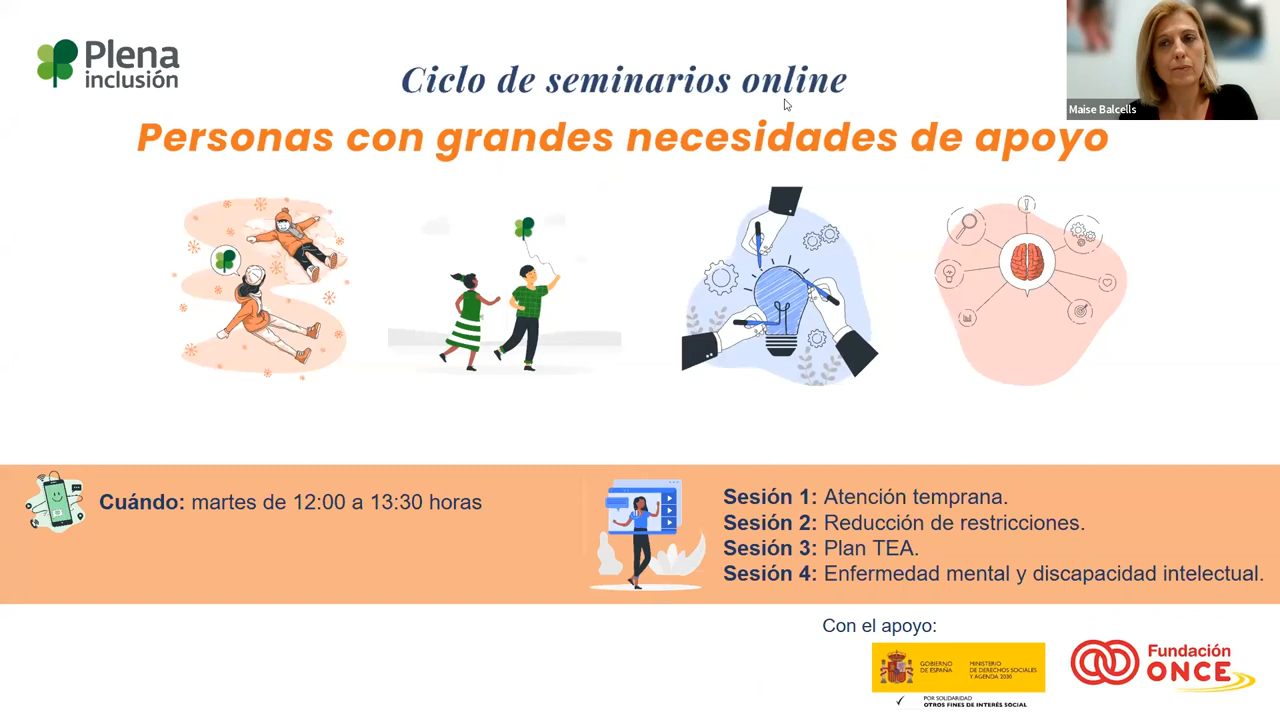 Plena
inclusión
Ciclo de seminarios online
Maise Balcells
Personas con grandes necesidades de apoyo
Cuándo: martes de 12:00 a 13:30 horas
Sesión 1: Atención temprana.
Sesión 2: Reducción de restricciones.
Sesión 3: Plan TEA.
Sesión 4: Enfermedad mental y discapacidad intelectual.
Con el apoyo:
GOBIERNO
DE ESPAÑA
MINISTERIO
DE DERECHOS SOCIALES
Y AGENDA 2030
POR SOLIDARIDAD
OTROS FINES DE INTERÉS SOCIAL
Fundación
ONCE